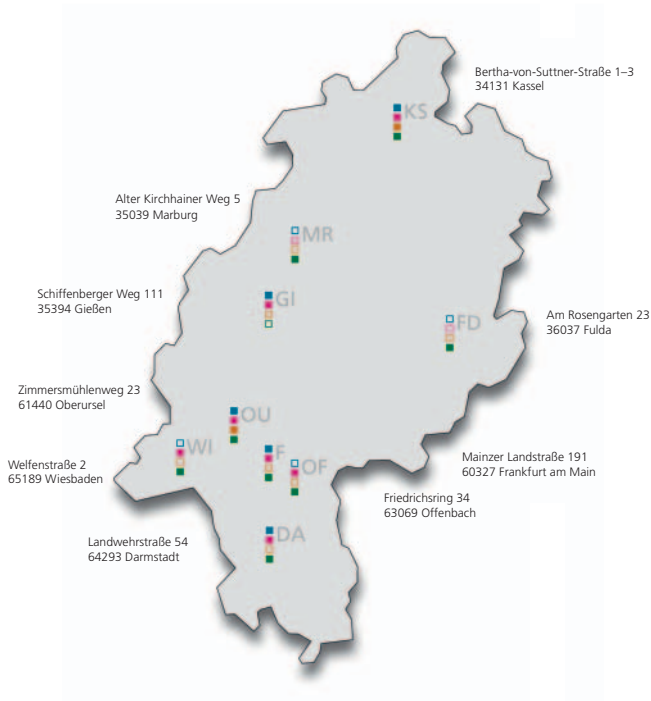 Bertha-von-Suttner-Straße 1–3
34131 Kassel
KS
Alter Kirchhainer Weg 5
35039 Marburg
MR
Schiffenberger Weg 111
35394 Gießen
GI
Am Rosengarten 23
36037 Fulda
FD
Zimmersmühlenweg 23
61440 Oberursel
OU
WI
F
OF
Welfenstraße 2
65189 Wiesbaden
Mainzer Landstraße 191
60327 Frankfurt am Main
Friedrichsring 34
63069 Offenbach
Landwehrstraße 54
64293 Darmstadt
DA